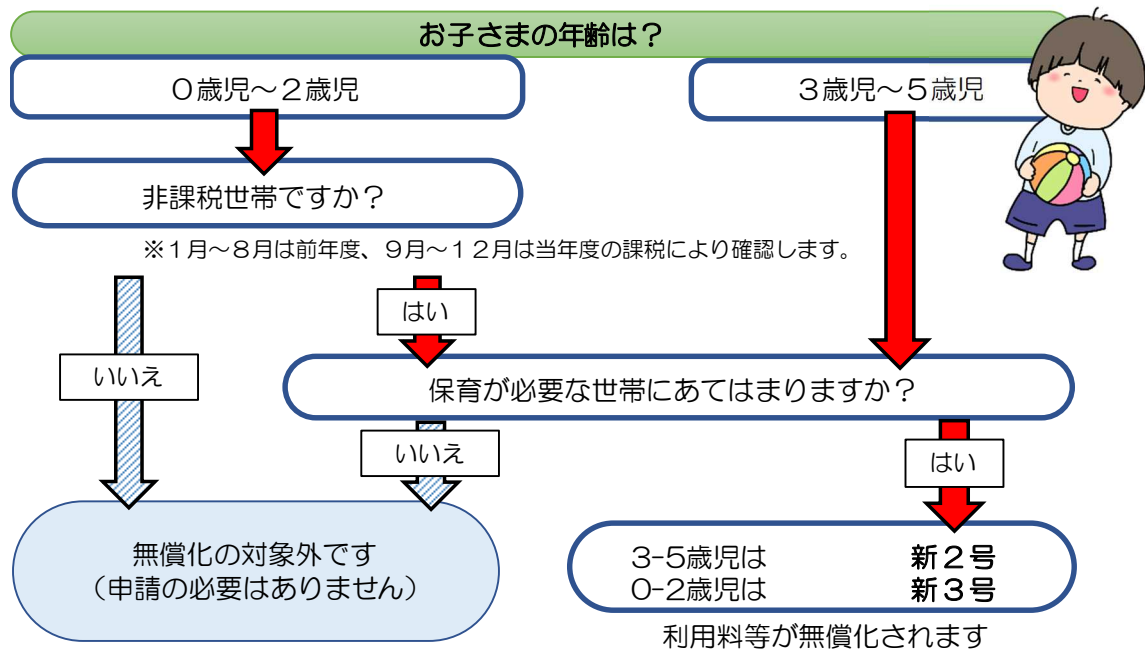 お子さまの年齢は？
０歳児～２歳児
３歳児～５歳児
非課税世帯ですか？
※１月～８月は前年度、９月～１２月は当年度の課税により確認します。
はい
いいえ
保育が必要な世帯にあてはまりますか？
いいえ
はい
無償化の対象外です
（申請の必要はありません）
3-5歳児は 新２号
0-2歳児は 新３号
利用料等が無償化されます